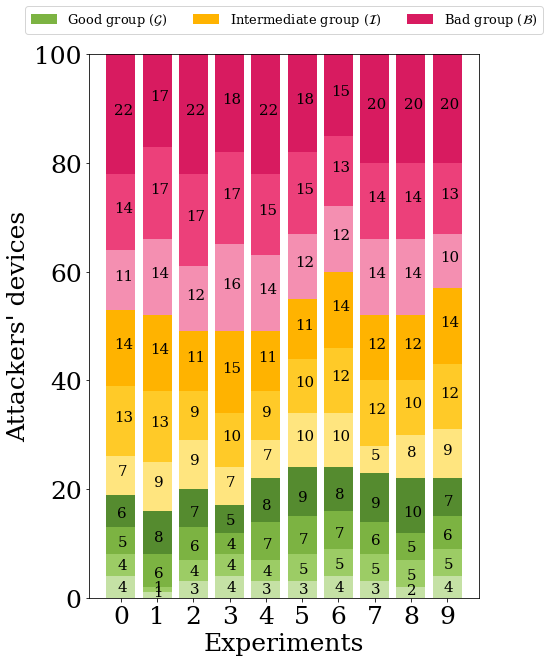 Good group (𝒢) Intermediate group (ℐ) Bad group (ℬ)
100
80
60
40
20
0
Attackers' devices
22 17 22 18 22 18 15 20 20 20
14 17 17 17 15 15 13 14 14 13
11 14 12 16 14 12 12 14 14 10
14 14 11 15 11 11 14 12 12 14
13 13 9 10 9 10 12 12 10 12
7 9 9 7 7 10 10 5 8 9
6 8 7 5 8 9 8 9 10 7
5 6 6 4 7 7 7 6 5 6
4 1 4 4 4 5 5 5 5 5
4 1 3 4 3 3 4 3 2 4
0 1 2 3 4 5 6 7 8 9
Experiments